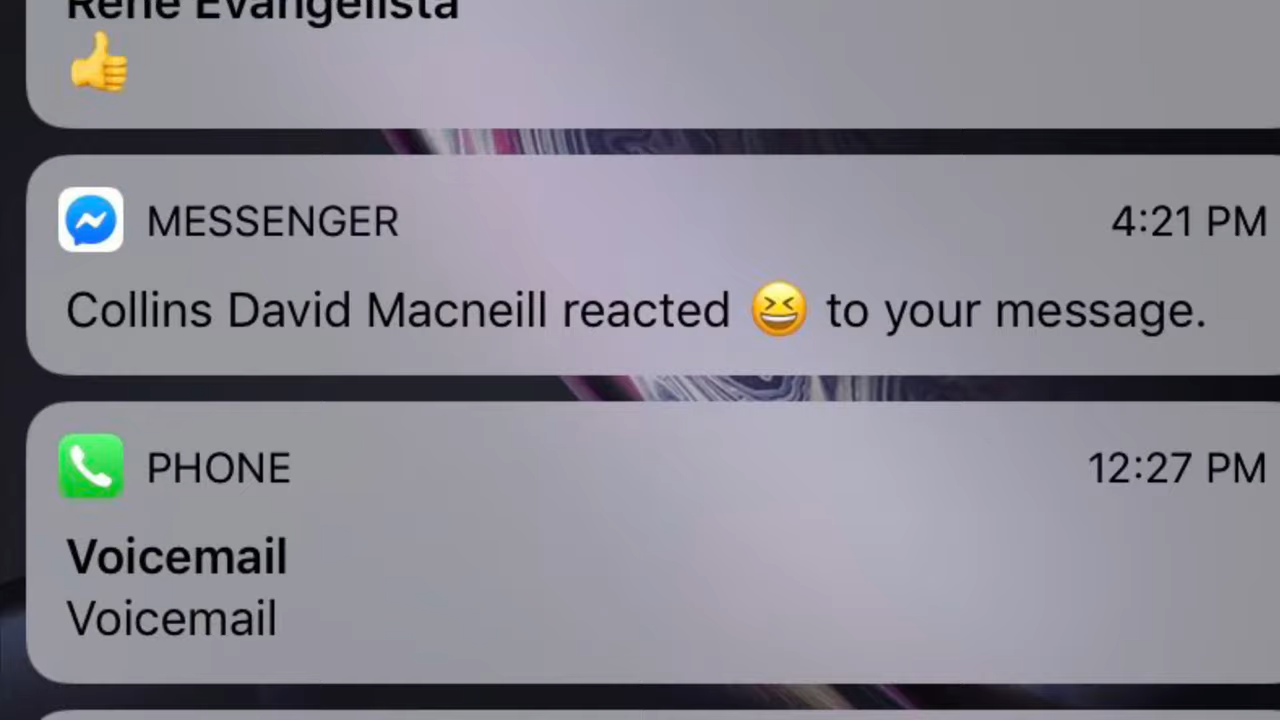 Rene Evangelista
👍
MESSENGER 4:21 PM
Collins David Macneill reacted 😆 to your message.
PHONE 12:27 PM
Voicemail
Voicemail